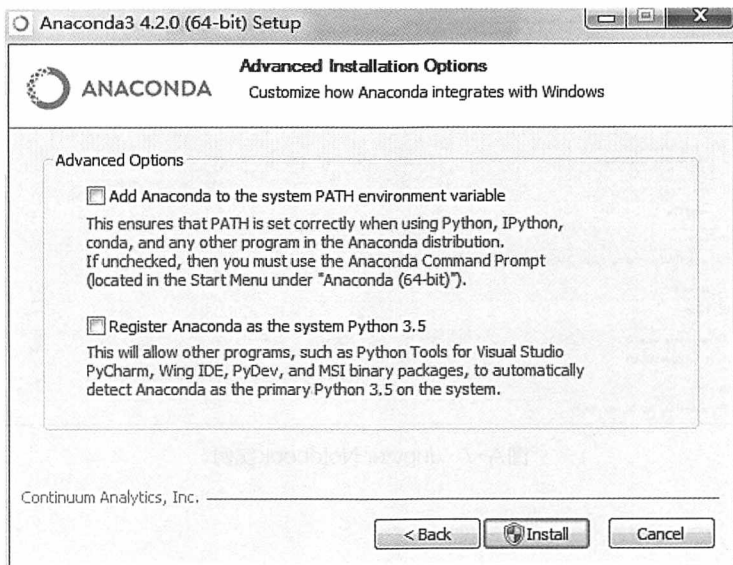 Anaconda3 4.2.0 (64-bit) Setup
ANACONDA
Advanced Installation Options
Customize how Anaconda integrates with Windows
Advanced Options
Add Anaconda to the system PATH environment variable
This ensures that PATH is set correctly when using Python, IPython,
conda, and any other program in the Anaconda distribution.
If unchecked, then you must use the Anaconda Command Prompt
(located in the Start Menu under "Anaconda (64-bit)").
Register Anaconda as the system Python 3.5
This will allow other programs, such as Python Tools for Visual Studio
PyCharm, Wing IDE, PyDev, and MSI binary packages, to automatically
detect Anaconda as the primary Python 3.5 on the system.
Continuum Analytics, Inc.
< Back
Install
Cancel